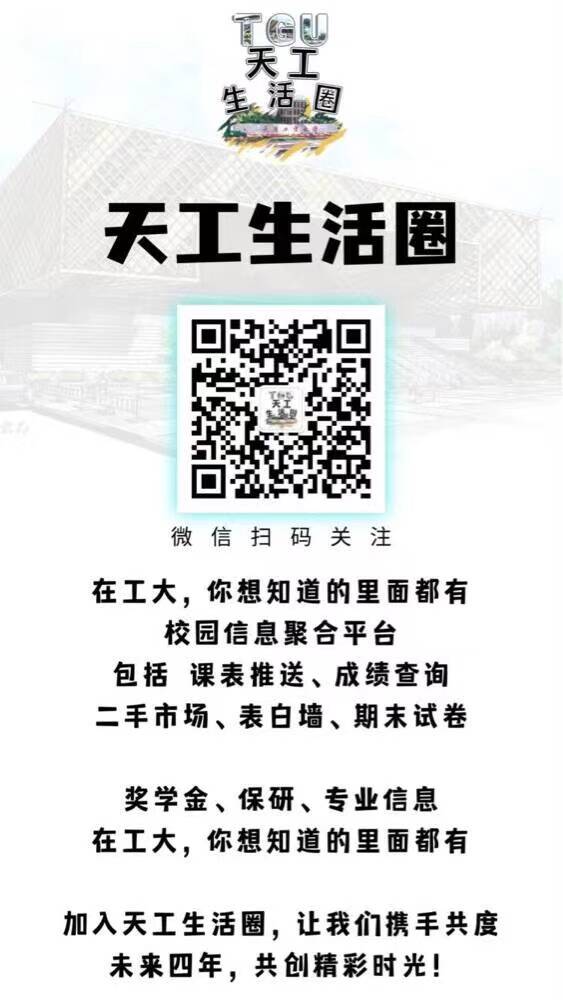 TGU
天工
生活圈
天工生活圈
天工
生活圈
微信扫码关注
在工大，你想知道的里面都有
校园信息聚合平台
包括 课表推送、成绩查询
二手市场、表白墙、期末试卷
奖学金、保研、专业信息
在工大，你想知道的里面都有
加入天工生活圈，让我们携手共度
未来四年，共创精彩时光！